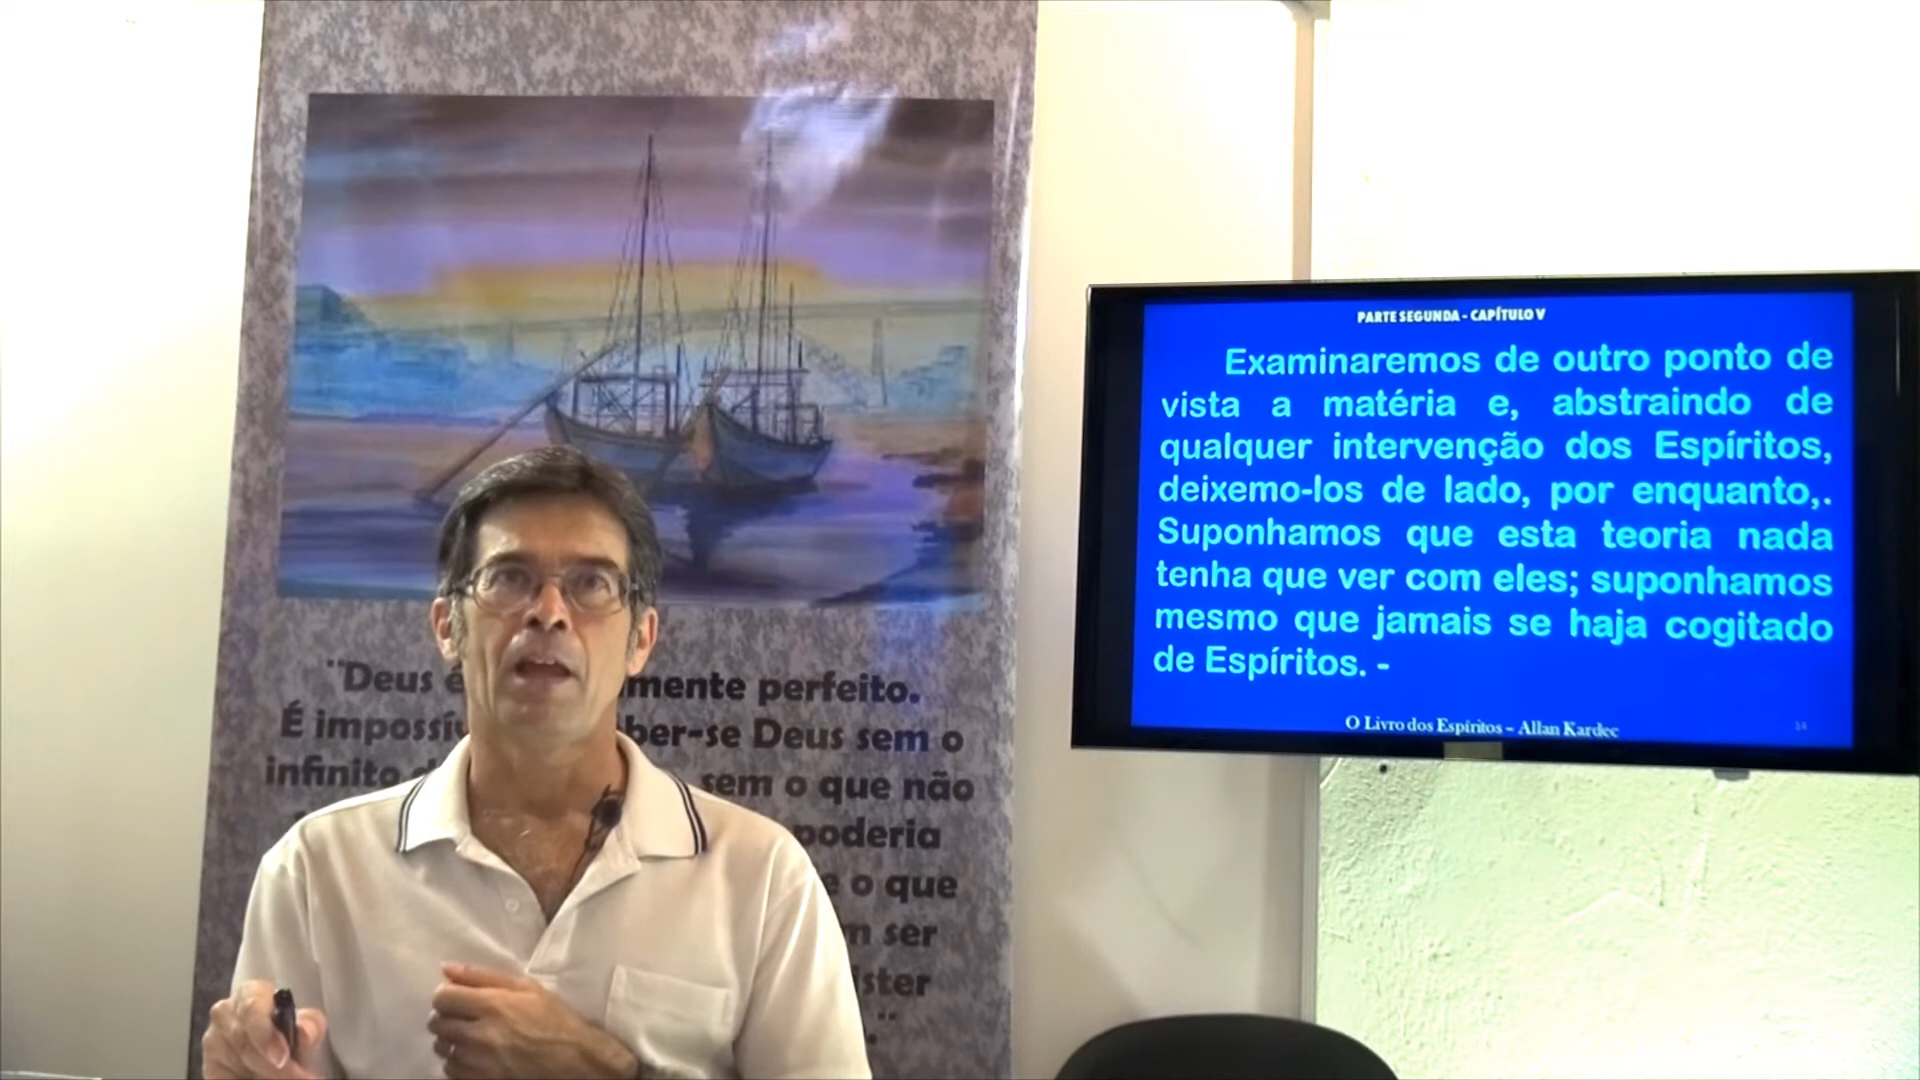 "Deus é mente perfeito.
É impossív ber-se Deus sem o
infinito d sem o que não
poderia
e o que
ser
ister
."
PARTE SEGUNDA - CAPÍTULO V
Examinaremos de outro ponto de
vista a matéria e, abstraindo de
qualquer intervenção dos Espíritos,
deixemo-los de lado, por enquanto,.
Suponhamos que esta teoria nada
tenha que ver com eles; suponhamos
mesmo que jamais se haja cogitado
de Espíritos. -
O Livro dos Espíritos – Allan Kardec
14